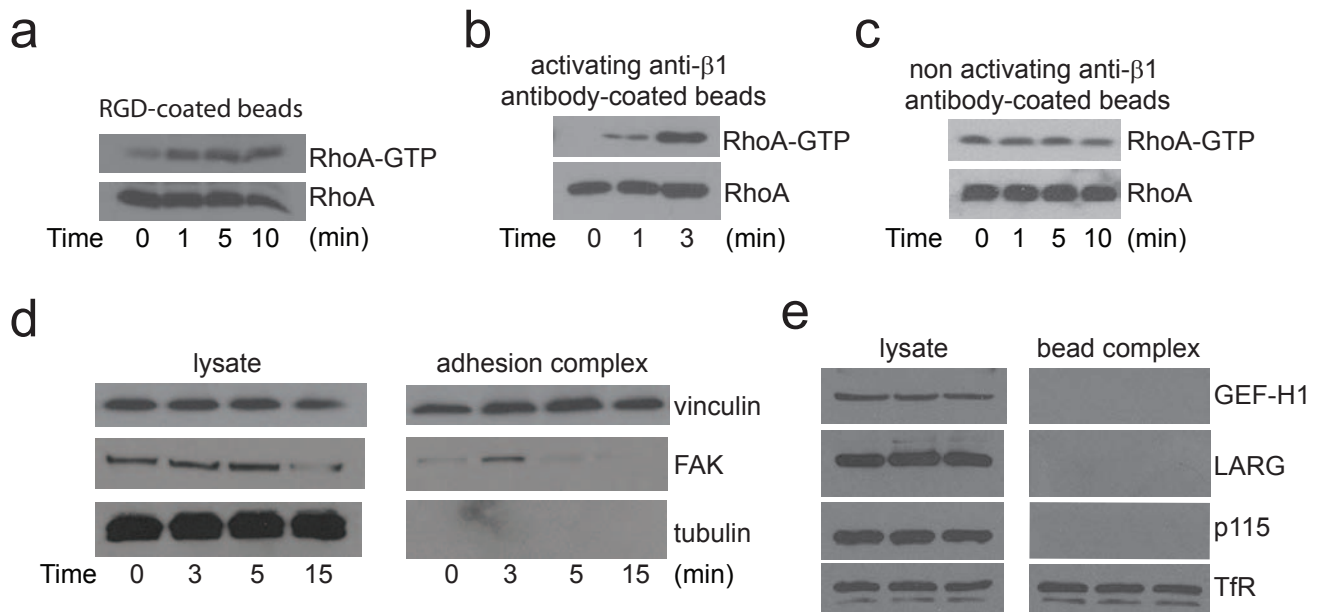 a
RGD-coated beads
RhoA-GTP
RhoA
Time 0 1 5 10 (min)
b
activating anti-β1
antibody-coated beads
RhoA-GTP
RhoA
Time 0 1 3 (min)
c
non activating anti-β1
antibody-coated beads
RhoA-GTP
RhoA
Time 0 1 5 10 (min)
d
lysate adhesion complex
vinculin
FAK
tubulin
Time 0 3 5 15 0 3 5 15 (min)
e
lysate bead complex
GEF-H1
LARG
p115
TfR